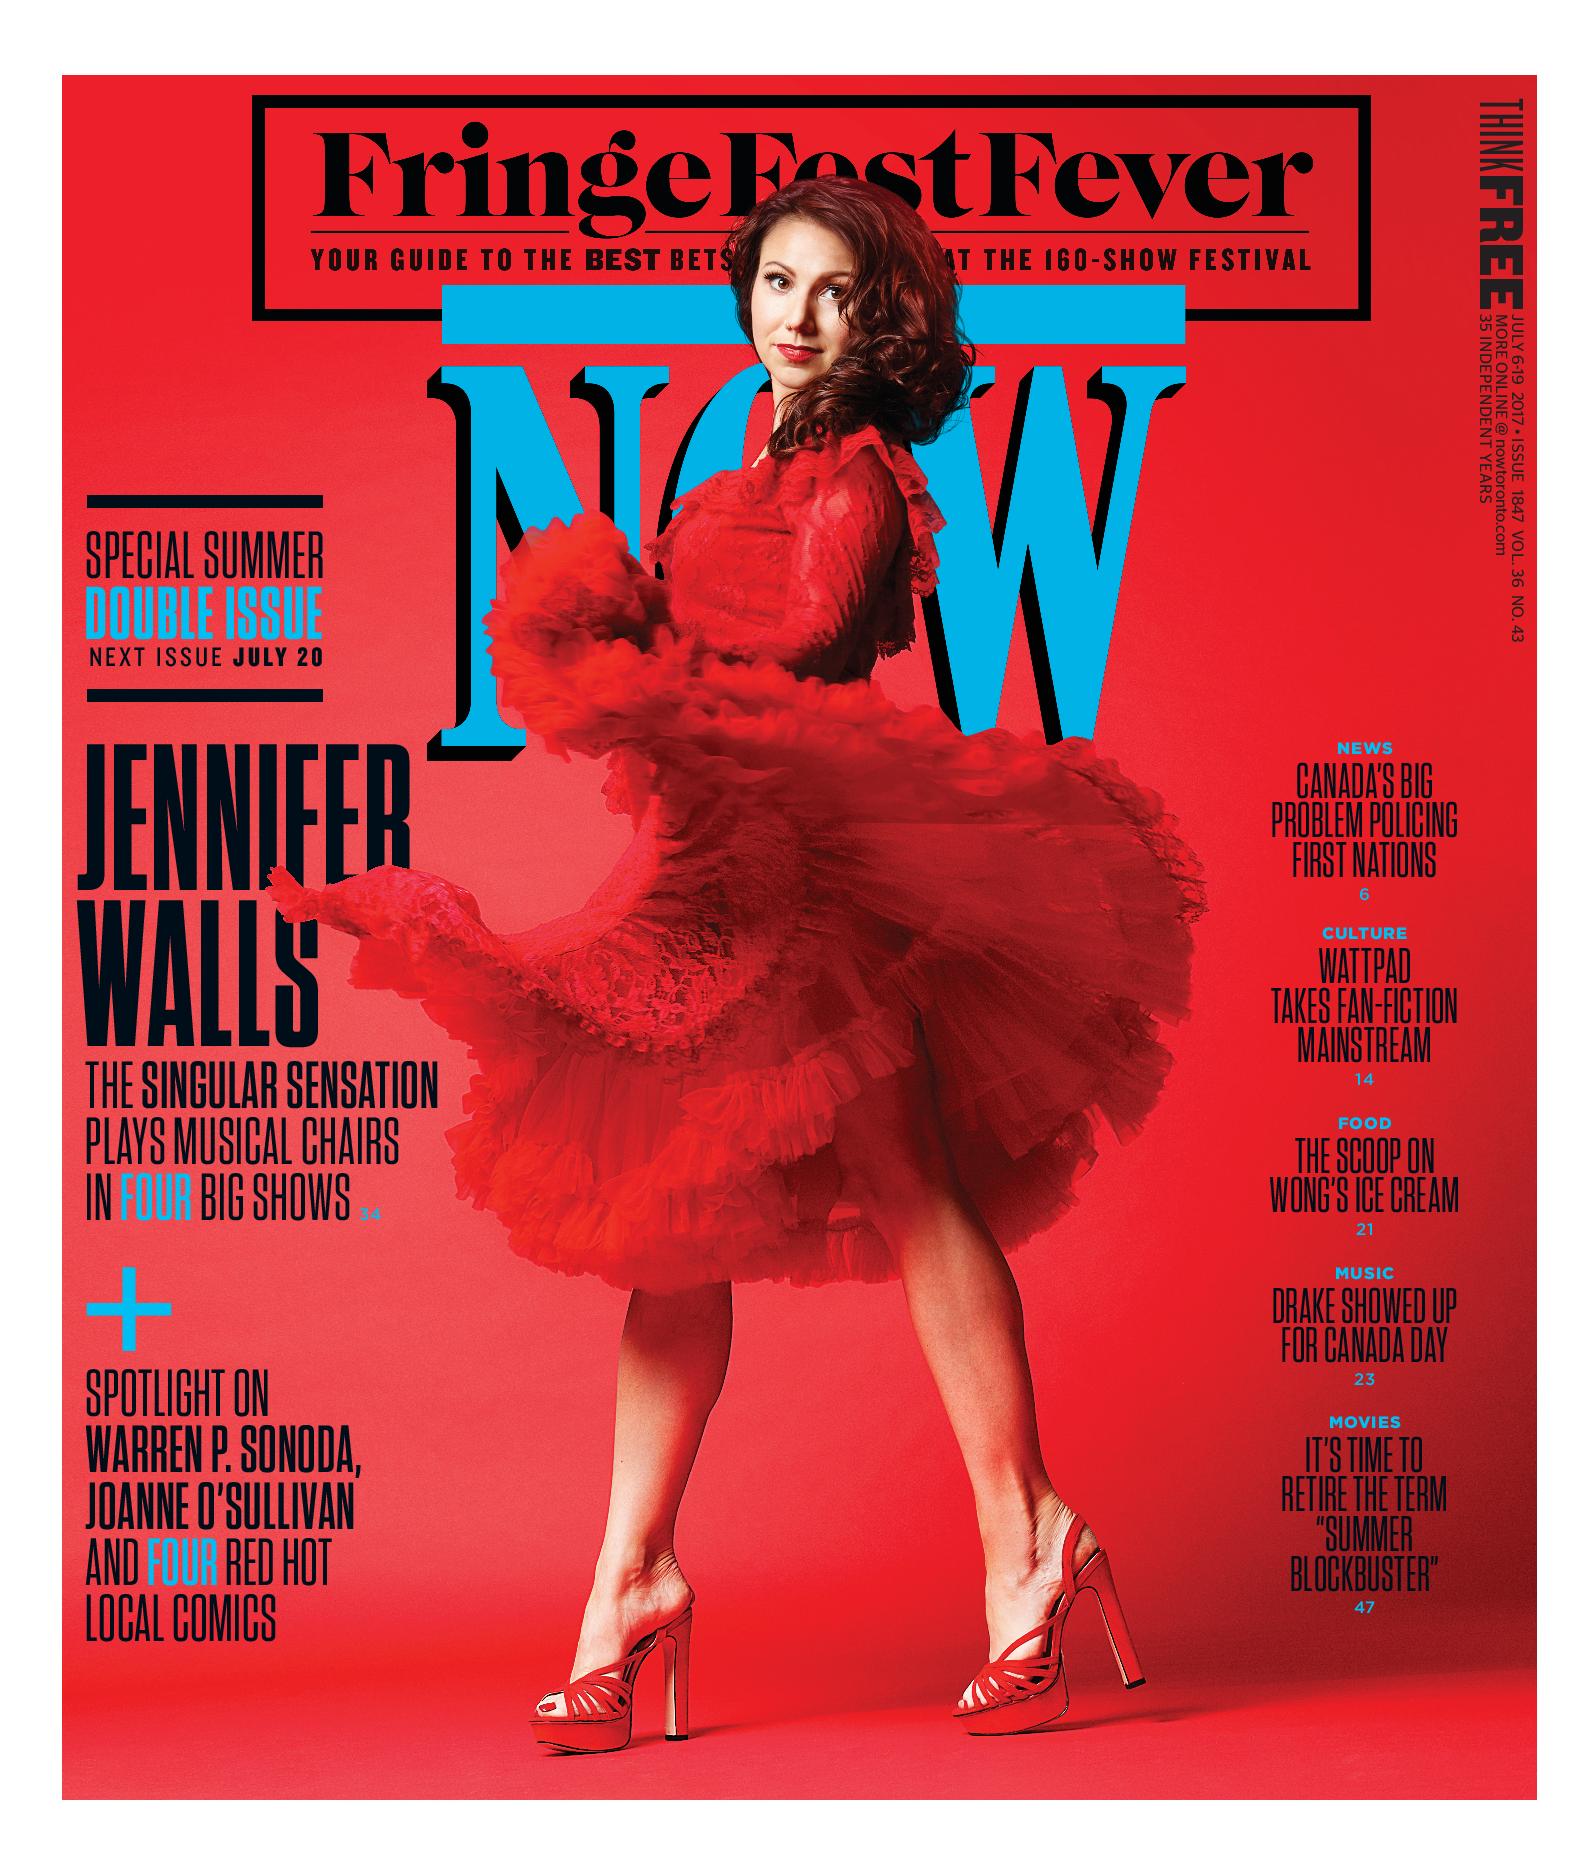 Fringe Fest Fever
YOUR GUIDE TO THE BEST BETS AT THE 160-SHOW FESTIVAL
NOW
THINK FREE
JULY 6-19 2017 • ISSUE 1847 VOL. 36 NO. 43
MORE ONLINE @ nowtoronto.com
35 INDEPENDENT YEARS
SPECIAL SUMMER
DOUBLE ISSUE
NEXT ISSUE JULY 20
JENNIFER
WALLS
THE SINGULAR SENSATION
PLAYS MUSICAL CHAIRS
IN FOUR BIG SHOWS 34
+
SPOTLIGHT ON
WARREN P. SONODA,
JOANNE O'SULLIVAN
AND FOUR RED HOT
LOCAL COMICS
NEWS
CANADA'S BIG
PROBLEM POLICING
FIRST NATIONS
6
CULTURE
WATTPAD
TAKES FAN-FICTION
MAINSTREAM
14
FOOD
THE SCOOP ON
WONG'S ICE CREAM
21
MUSIC
DRAKE SHOWED UP
FOR CANADA DAY
23
MOVIES
IT'S TIME TO
RETIRE THE TERM
"SUMMER
BLOCKBUSTER"
47